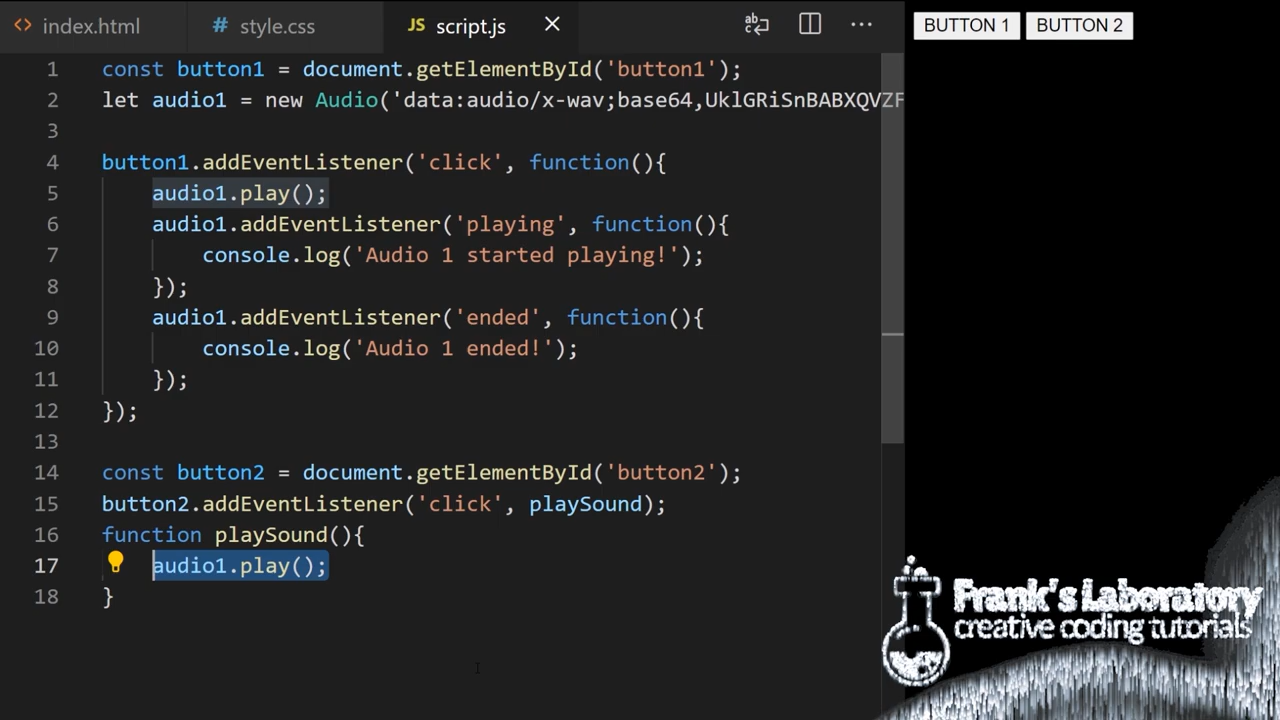 index.html
# style.css
JS script.js
BUTTON 1 BUTTON 2
1 const button1 = document.getElementById('button1');
2 let audio1 = new Audio('data:audio/x-wav;base64,UklGRiSnBABXQVZF
3
4 button1.addEventListener('click', function(){
5 audio1.play();
6 audio1.addEventListener('playing', function(){
7 console.log('Audio 1 started playing!');
8 });
9 audio1.addEventListener('ended', function(){
10 console.log('Audio 1 ended!');
11 });
12 });
13
14 const button2 = document.getElementById('button2');
15 button2.addEventListener('click', playSound);
16 function playSound(){
17 audio1.play();
18 }
Frank's Laboratory
creative coding tutorials